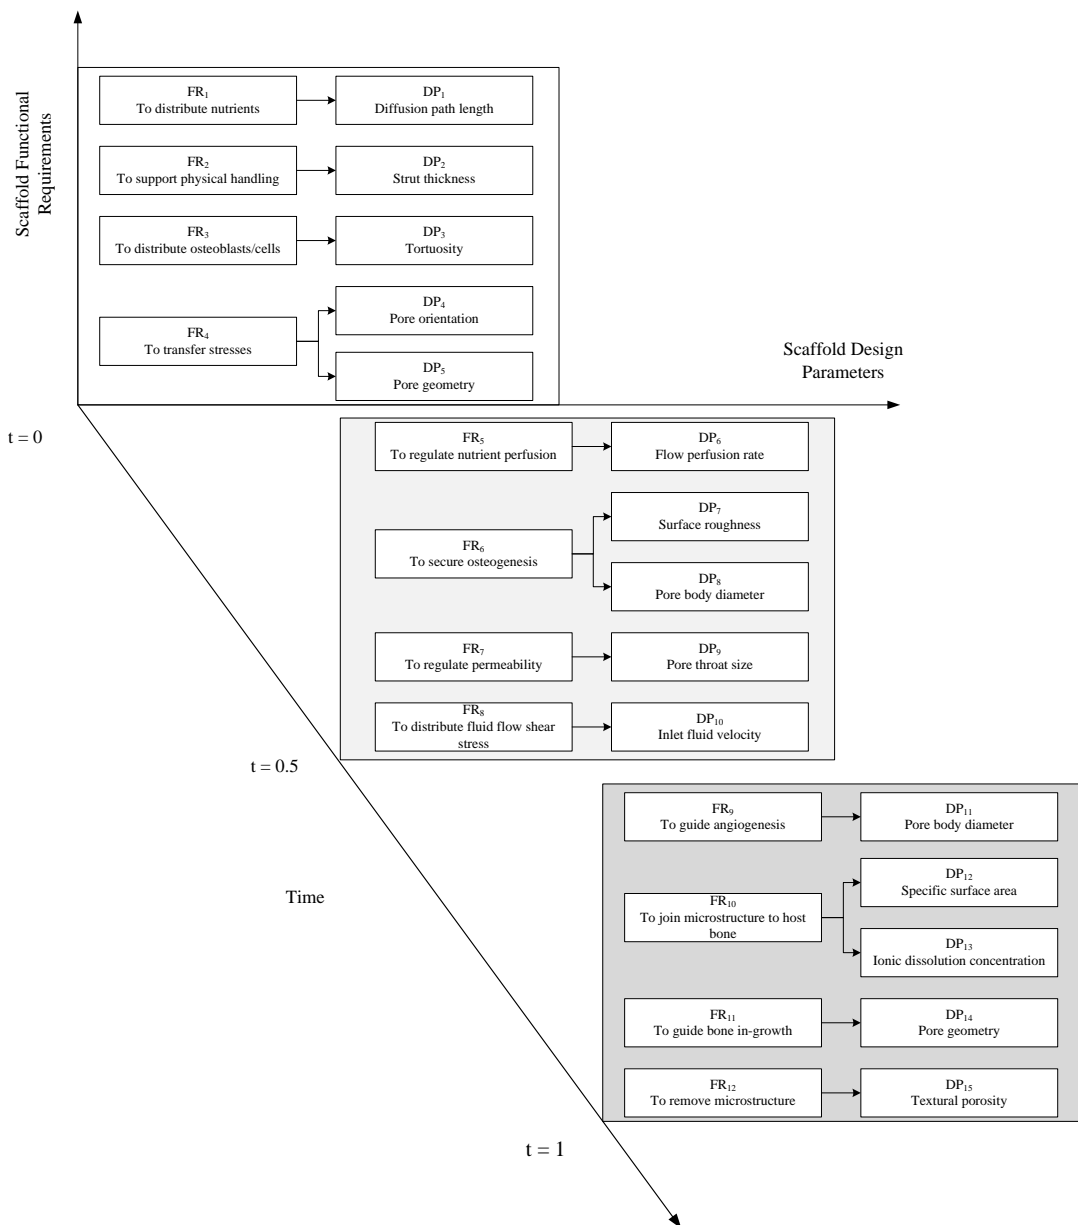 Scaffold Functional
Requirements
FR₁
To distribute nutrients
DP₁
Diffusion path length
FR₂
To support physical handling
DP₂
Strut thickness
FR₃
To distribute osteoblasts/cells
DP₃
Tortuosity
FR₄
To transfer stresses
DP₄
Pore orientation
DP₅
Pore geometry
Scaffold Design
Parameters
t = 0
FR₅
To regulate nutrient perfusion
DP₆
Flow perfusion rate
FR₆
To secure osteogenesis
DP₇
Surface roughness
DP₈
Pore body diameter
FR₇
To regulate permeability
DP₉
Pore throat size
FR₈
To distribute fluid flow shear
stress
DP₁₀
Inlet fluid velocity
t = 0.5
FR₉
To guide angiogenesis
DP₁₁
Pore body diameter
FR₁₀
To join microstructure to host
bone
DP₁₂
Specific surface area
DP₁₃
Ionic dissolution concentration
Time
FR₁₁
To guide bone in-growth
DP₁₄
Pore geometry
FR₁₂
To remove microstructure
DP₁₅
Textural porosity
t = 1